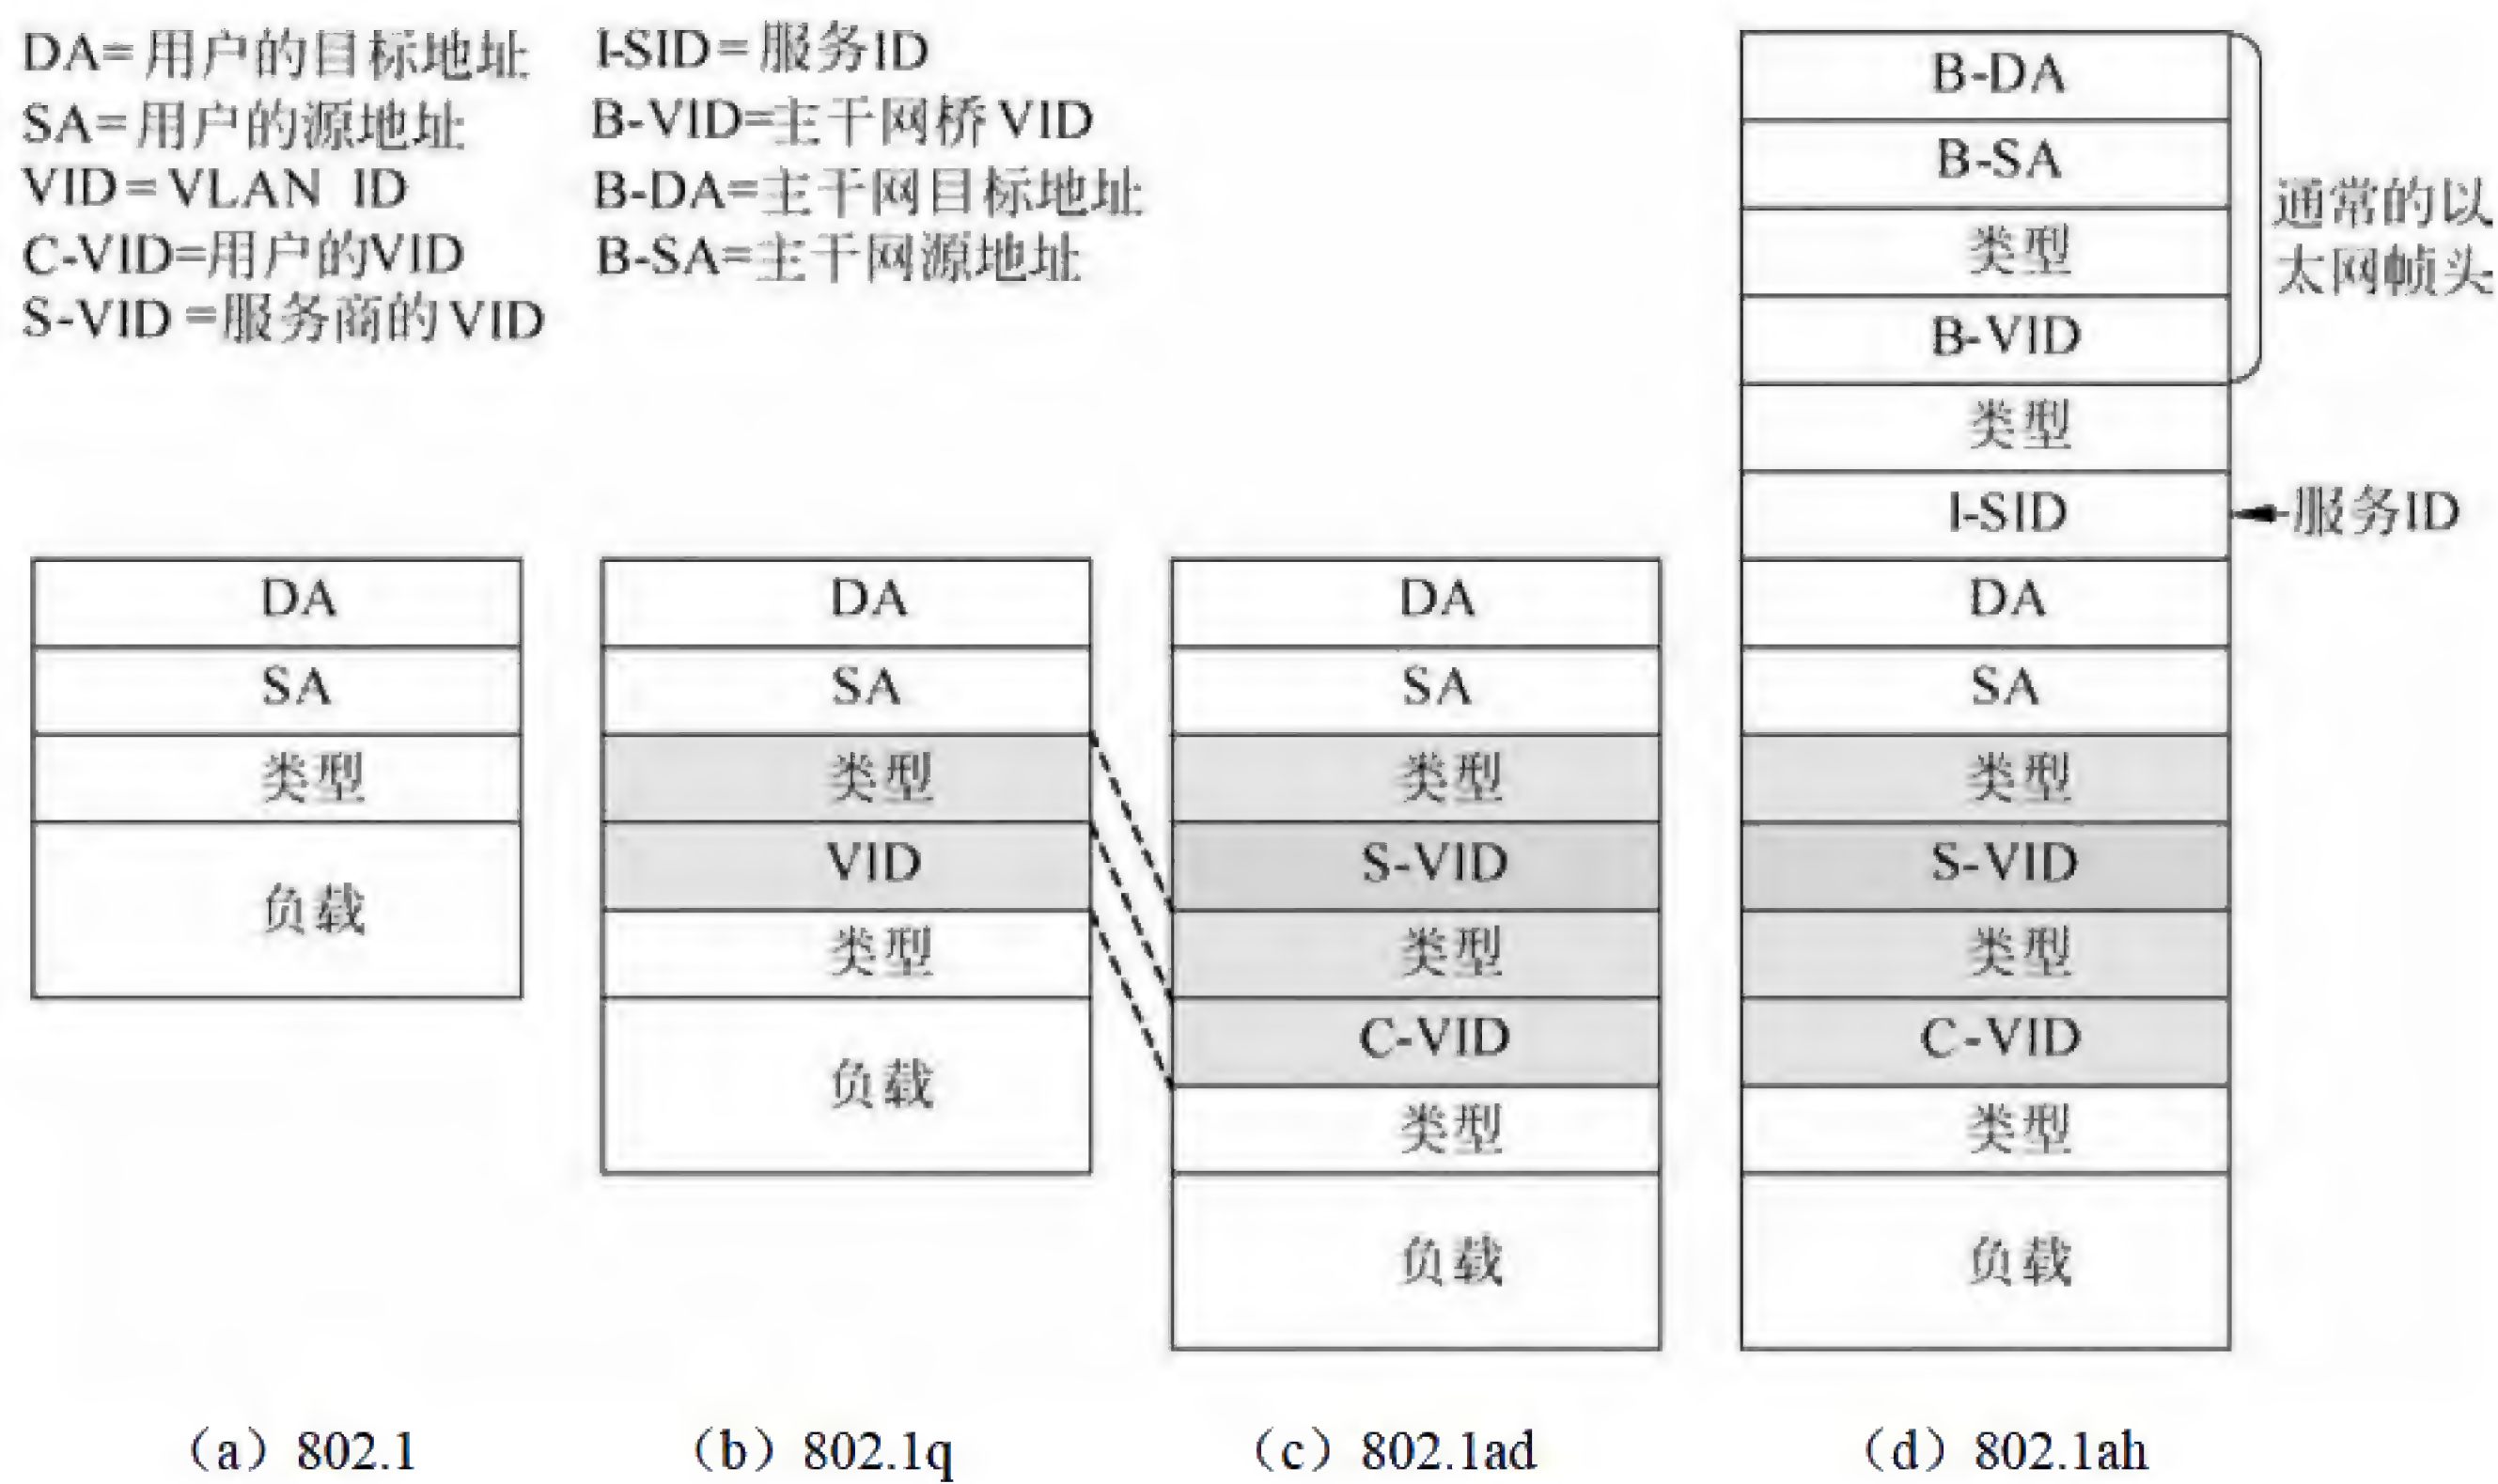 DA=用户的目标地址
SA=用户的源地址
VID=VLAN ID
C-VID=用户的VID
S-VID=服务商的VID
I-SID=服务ID
B-VID=主干网桥VID
B-DA=主干网目标地址
B-SA=主干网源地址
DA
SA
类型
负载
(a) 802.1
DA
SA
类型
VID
类型
负载
(b) 802.1q
DA
SA
类型
S-VID
类型
C-VID
类型
负载
(c) 802.1ad
B-DA
B-SA
类型
B-VID
类型
I-SID
DA
SA
类型
S-VID
类型
C-VID
类型
负载
通常的以
太网帧头
服务ID
(d) 802.1ah